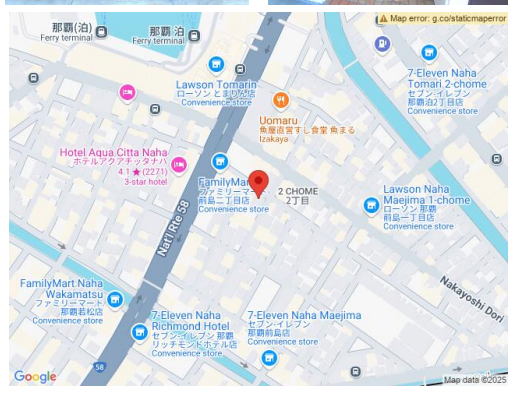 Map error: g.co/staticmaperror
那覇(泊)
Ferry terminal
那覇 泊
Ferry terminal
Lawson Tomarin
ローソン とまりん店
Convenience store
7-Eleven Naha
Tomari 2-chome
セブン-イレブン
那覇泊2丁目店
Convenience store
Uomaru
魚屋直営すし食堂 魚まる
Izakaya
Hotel Aqua Citta Naha
ホテルアクアチッタナハ
4.1 ★ (2271)
3-star hotel
FamilyMar
ファミリーマー
前島二丁目店
Convenience store
2 CHOME
2丁目
Lawson Naha
Maejima 1-chome
ローソン 那覇
前島一丁目店
Convenience store
Nat'l Rte 58
Nakayoshi Dori
FamilyMart Naha
Wakamatsu
ファミリーマート
那覇若松店
Convenience store
7-Eleven Naha
Richmond Hotel
セブン-イレブン 那覇
リッチモンドホテル店
Convenience store
7-Eleven Naha Maejima
セブン-イレブン
那覇前島店
Convenience store
58
Google
Map data ©2025